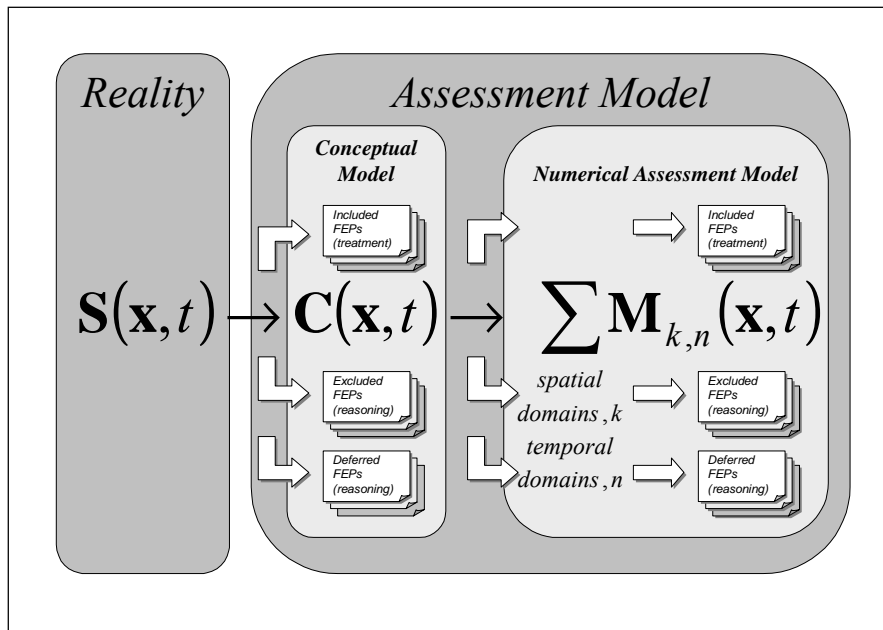 Reality
Assessment Model
Conceptual
Model
Numerical Assessment Model
Included
FEPs
(treatment)
Included
FEPs
(treatment)
S(x,t)
C(x,t)
∑ M_{k,n}(x,t)
spatial
domains,k
temporal
domains,n
Excluded
FEPs
(reasoning)
Excluded
FEPs
(reasoning)
Deferred
FEPs
(reasoning)
Deferred
FEPs
(reasoning)